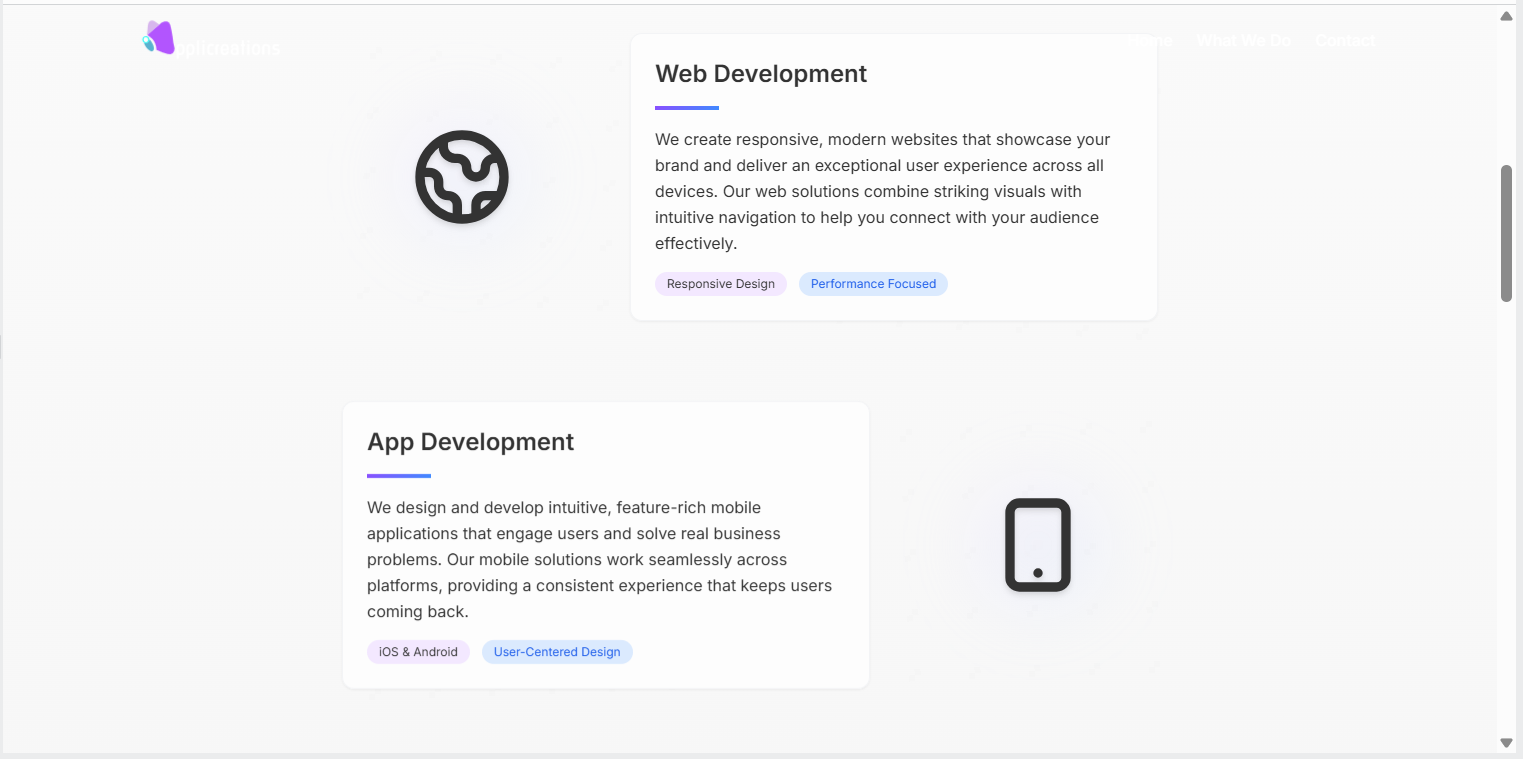 applicreations
What We Do
Contact
Web Development
We create responsive, modern websites that showcase your
brand and deliver an exceptional user experience across all
devices. Our web solutions combine striking visuals with
intuitive navigation to help you connect with your audience
effectively.
Responsive Design
Performance Focused
App Development
We design and develop intuitive, feature-rich mobile
applications that engage users and solve real business
problems. Our mobile solutions work seamlessly across
platforms, providing a consistent experience that keeps users
coming back.
iOS & Android
User-Centered Design